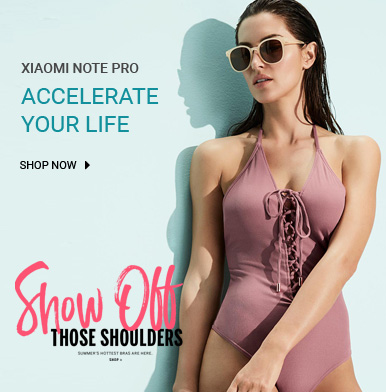 XIAOMI NOTE PRO
ACCELERATE
YOUR LIFE
SHOP NOW
Show Off
THOSE SHOULDERS
SUMMER'S HOTTEST BRAS ARE HERE.
SHOP >